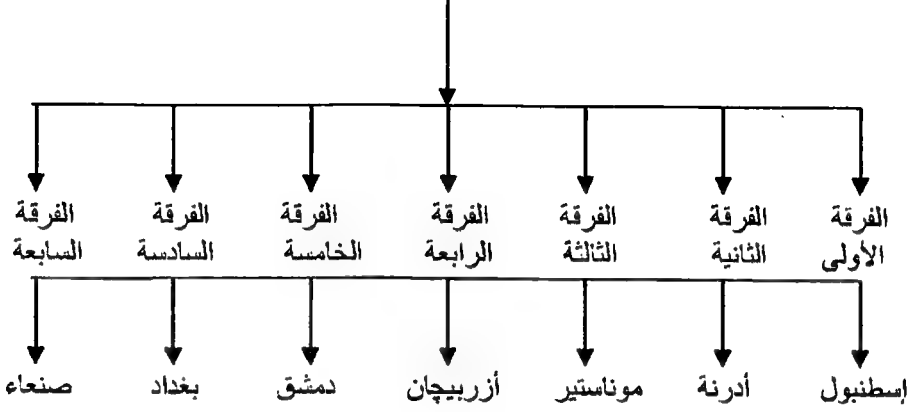 الفرقة الفرقة الفرقة الفرقة الفرقة الفرقة الفرقة
الأولى الثانية الثالثة الرابعة الخامسة السادسة السابعة
إسطنبول أدرنة موناستير أزربيچان دمشق بغداد صنعاء